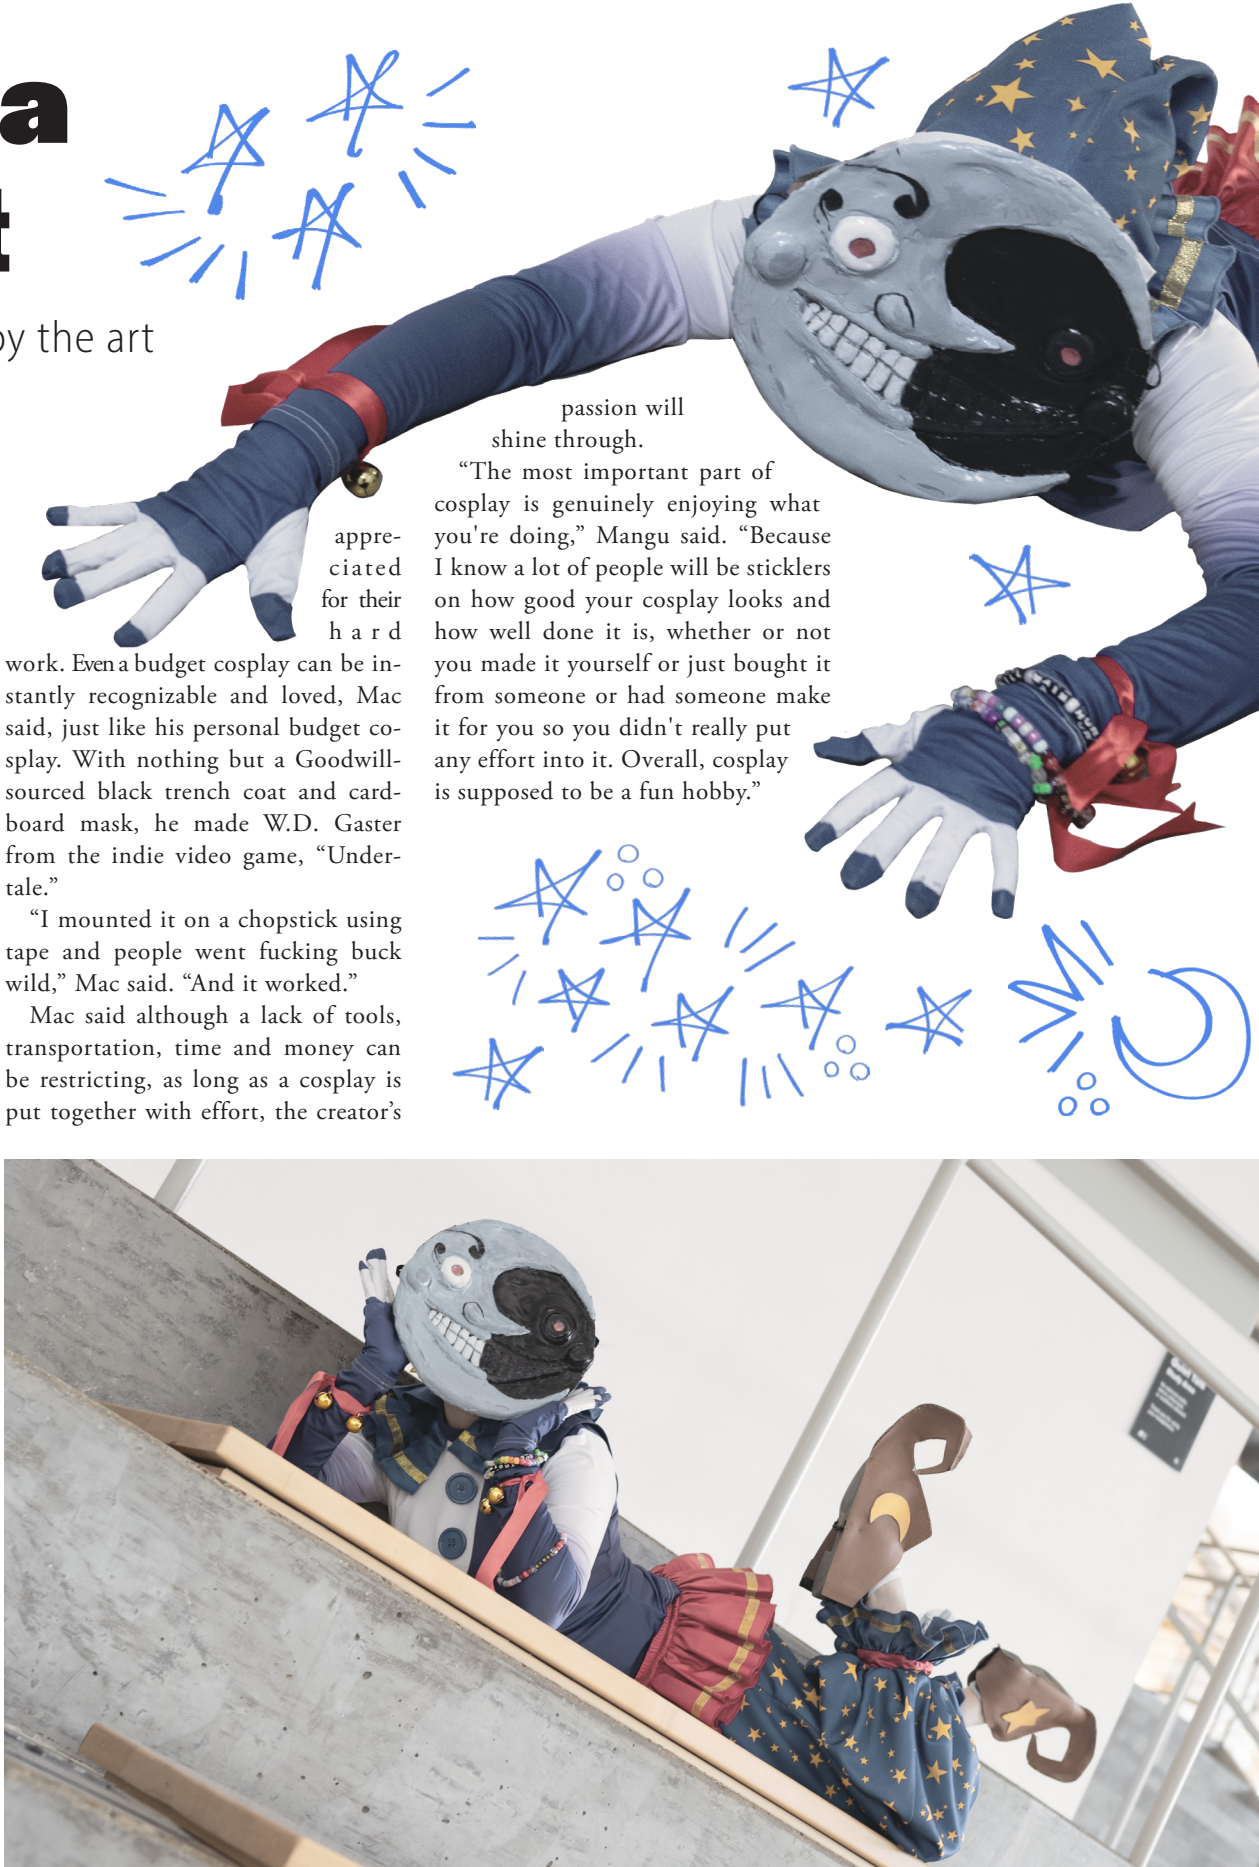 a
t
by the art
appre-
ciated
for their
hard
work. Even a budget cosplay can be in-
stantly recognizable and loved, Mac
said, just like his personal budget co-
splay. With nothing but a Goodwill-
sourced black trench coat and card-
board mask, he made W.D. Gaster
from the indie video game, “Under-
tale.”
“I mounted it on a chopstick using
tape and people went fucking buck
wild,” Mac said. “And it worked.”
Mac said although a lack of tools,
transportation, time and money can
be restricting, as long as a cosplay is
put together with effort, the creator’s
passion will
shine through.
“The most important part of
cosplay is genuinely enjoying what
you're doing,” Mangu said. “Because
I know a lot of people will be sticklers
on how good your cosplay looks and
how well done it is, whether or not
you made it yourself or just bought it
from someone or had someone make
it for you so you didn't really put
any effort into it. Overall, cosplay
is supposed to be a fun hobby.”